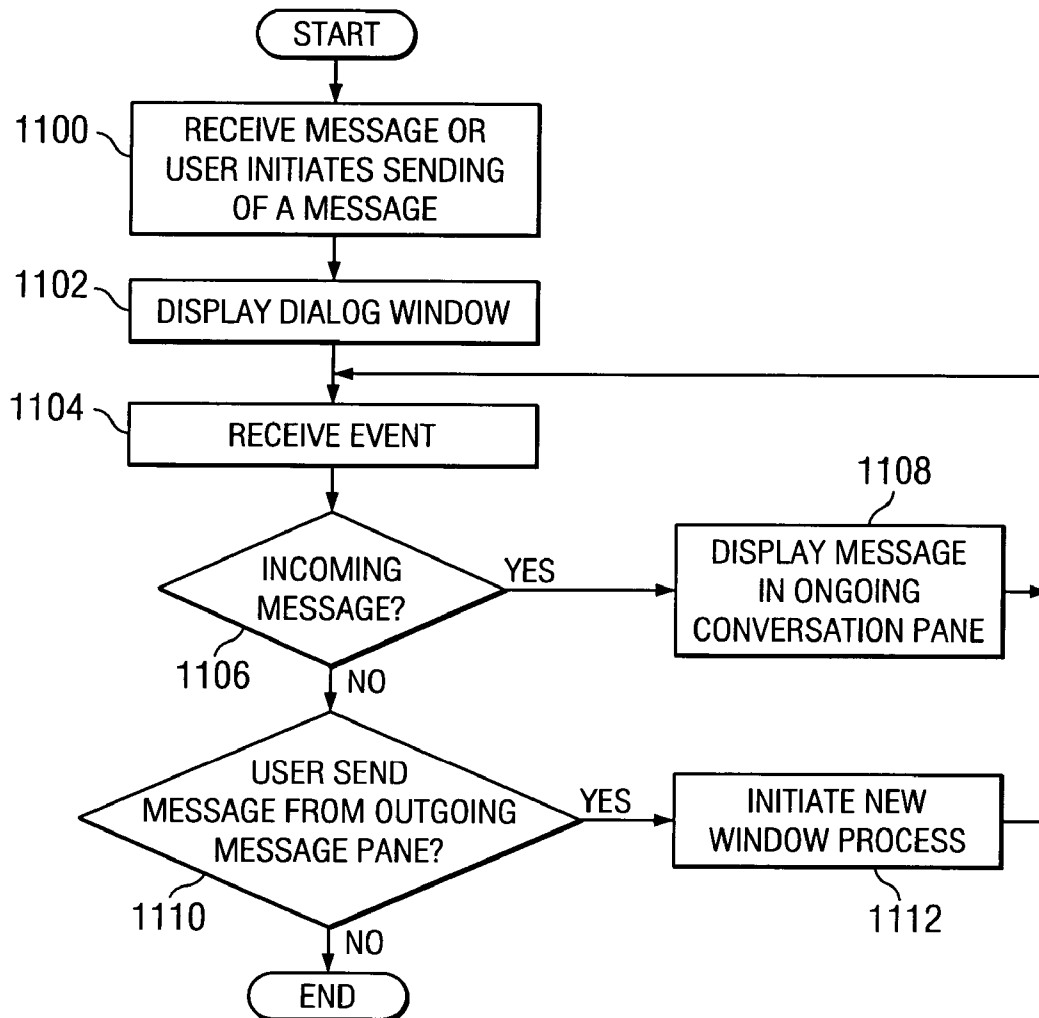 START
1100
RECEIVE MESSAGE OR
USER INITIATES SENDING
OF A MESSAGE
1102
DISPLAY DIALOG WINDOW
1104
RECEIVE EVENT
1108
INCOMING
MESSAGE?
YES
DISPLAY MESSAGE
IN ONGOING
CONVERSATION PANE
1106
NO
USER SEND
MESSAGE FROM OUTGOING
MESSAGE PANE?
YES
INITIATE NEW
WINDOW PROCESS
1110
1112
NO
END